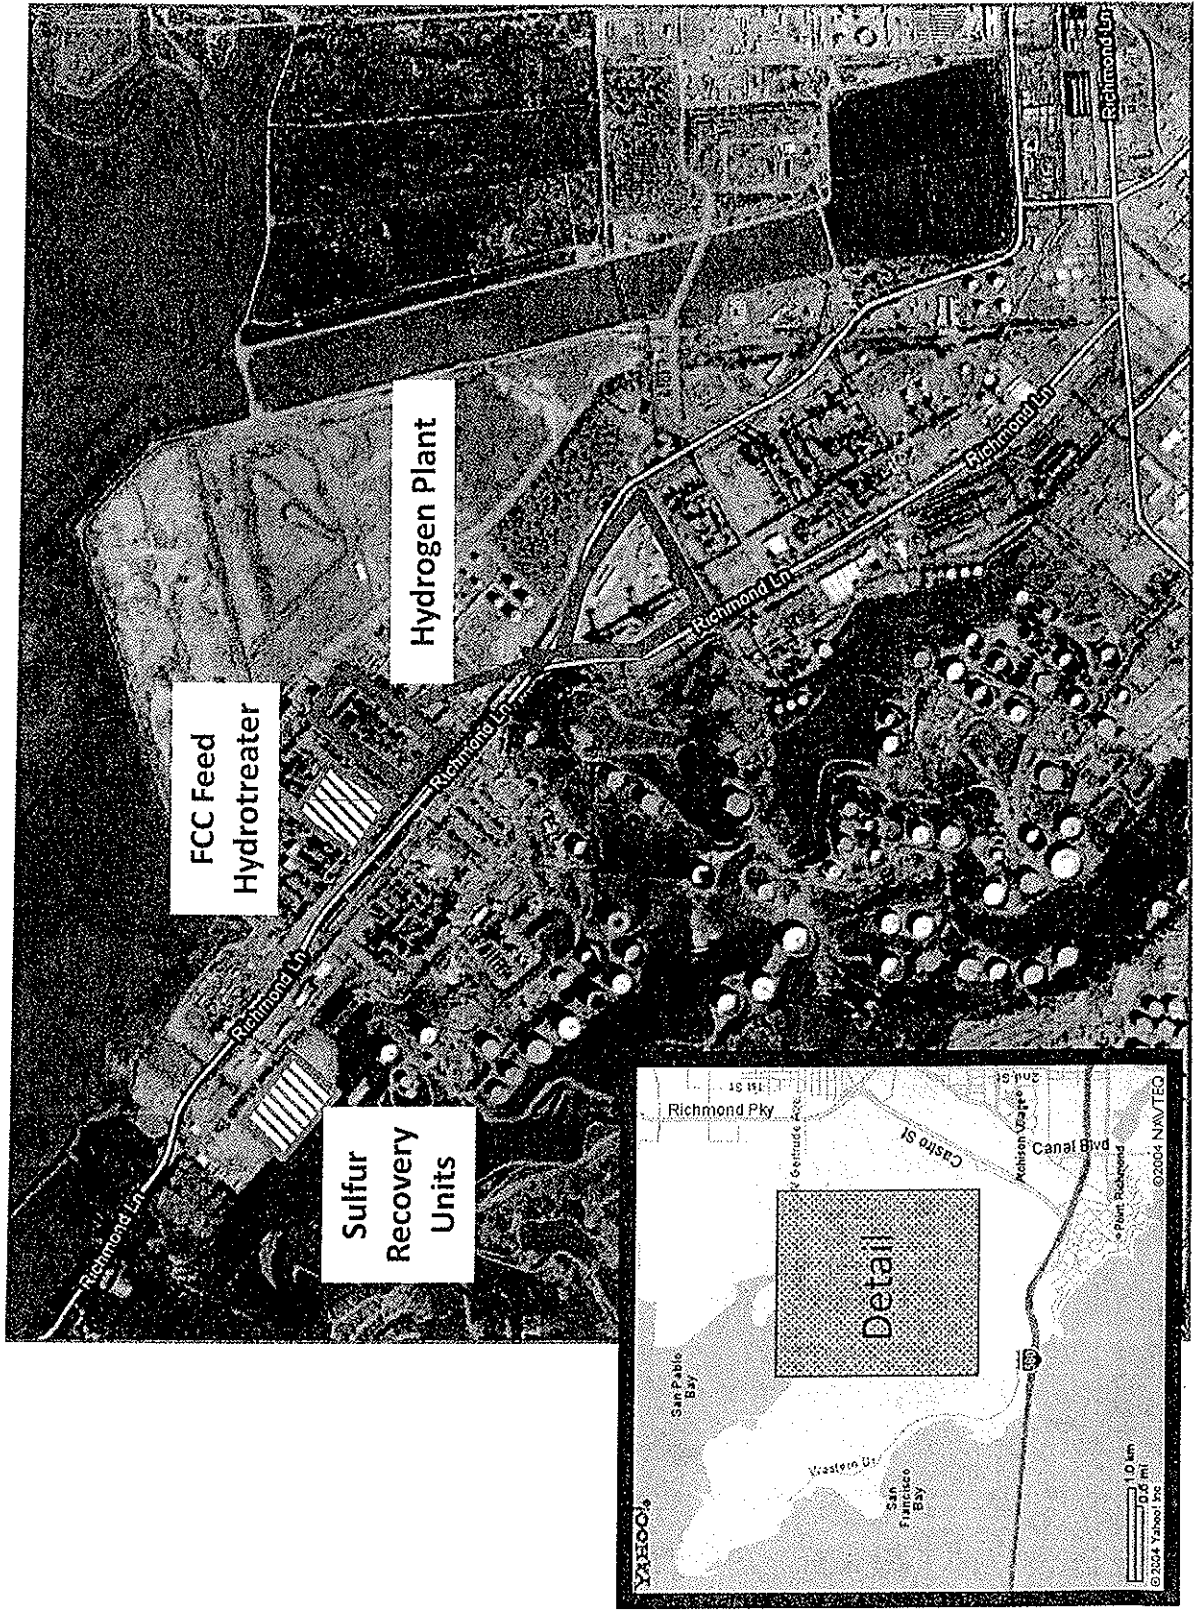 FCC Feed
Hydrotreater
Hydrogen Plant
Sulfur
Recovery
Units
Richmond Ln
Richmond Ln
Richmond Ln
Richmond Ln
Richmond Ln
Richmond Ln
YAHOO!
San Pablo
Bay
Western Dr
San
Francisco
Bay
Detail
Richmond Pky
1st St
W Gertrude Ave
Castro St
2nd St
Canal Blvd
Point Richmond
580
1.0 km
0.6 mi
©2004 Yahoo! Inc
©2004 NAVTEQ